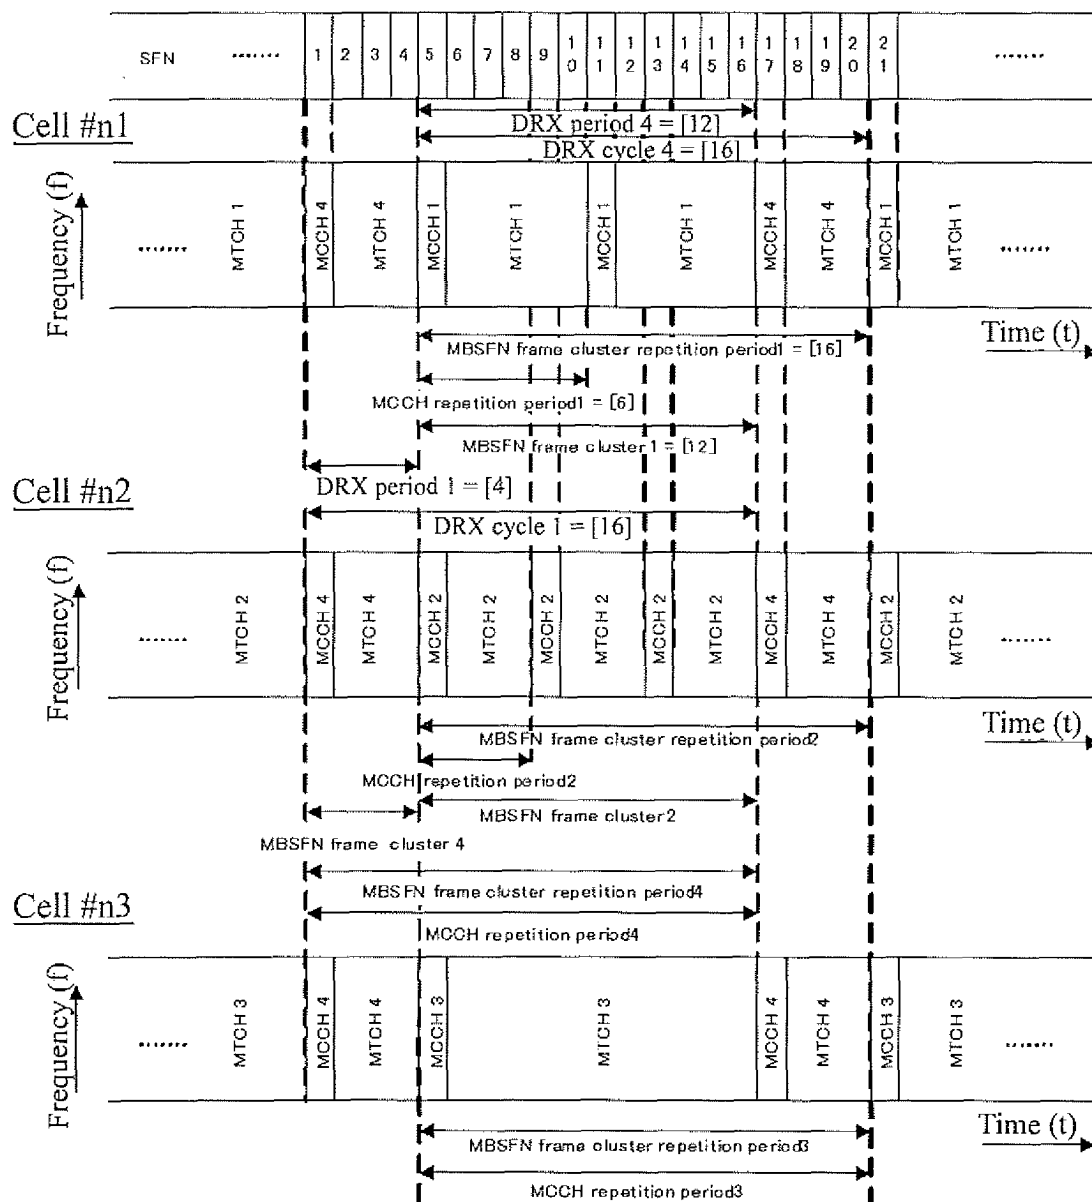 SFN ...... 1 2 3 4 5 6 7 8 9 10 11 12 13 14 15 16 17 18 19 20 21 ......
Cell #n1
DRX period 4 = [12]
DRX cycle 4 = [16]
Frequency (f)
...... MTCH 1 MCCH 4 MTCH 4 MCCH 1 MTCH 1 MCCH 1 MTCH 1 MCCH 4 MTCH 4 MCCH 1 MTCH 1 ......
Time (t)
MBSFN frame cluster repetition period1 = [16]
MCCH repetition period1 = [6]
MBSFN frame cluster 1 = [12]
DRX period 1 = [4]
Cell #n2
DRX cycle 1 = [16]
Frequency (f)
...... MTCH 2 MCCH 4 MTCH 4 MCCH 2 MTCH 2 MCCH 2 MTCH 2 MCCH 2 MTCH 2 MCCH 4 MTCH 4 MCCH 2 MTCH 2 ......
Time (t)
MBSFN frame cluster repetition period2
MCCH repetition period2
MBSFN frame cluster2
MBSFN frame cluster 4
MBSFN frame cluster repetition period4
Cell #n3
MCCH repetition period4
Frequency (f)
...... MTCH 3 MCCH 4 MTCH 4 MCCH 3 MTCH 3 MCCH 4 MTCH 4 MCCH 3 MTCH 3 ......
Time (t)
MBSFN frame cluster repetition period3
MCCH repetition period3